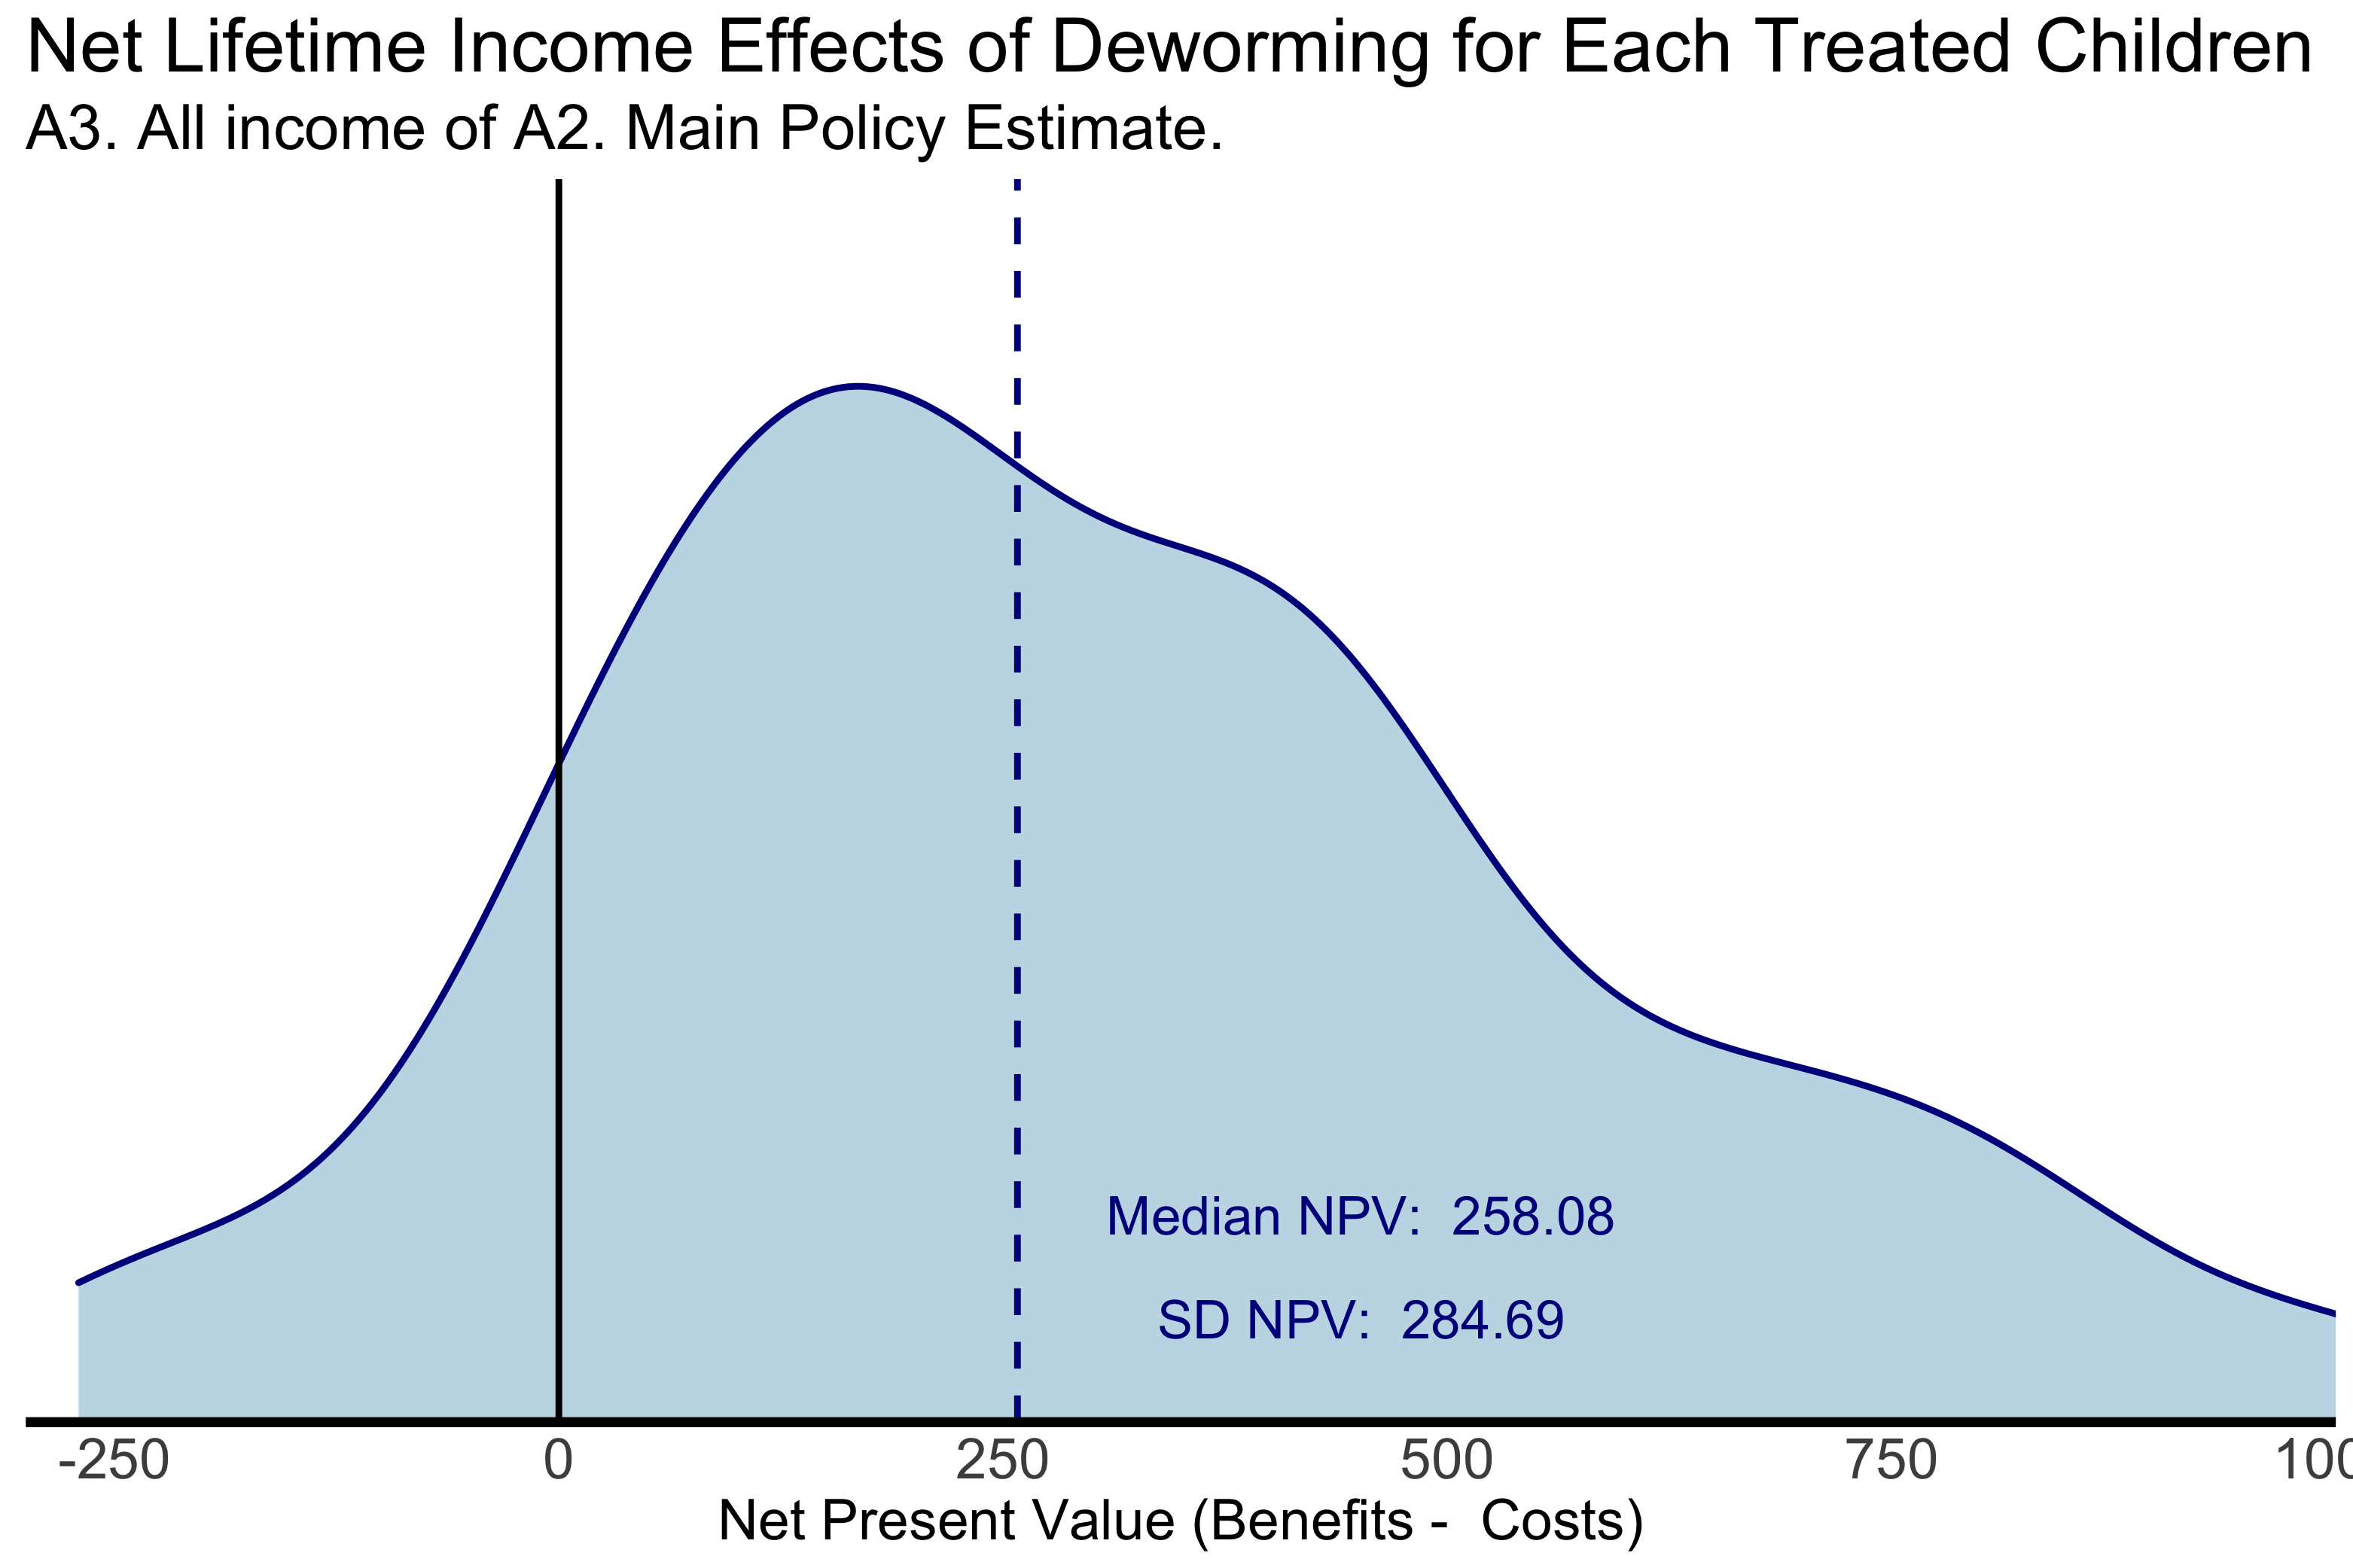 Net Lifetime Income Effects of Deworming for Each Treated Children
A3. All income of A2. Main Policy Estimate.
Median NPV: 258.08
SD NPV: 284.69
-250 0 250 500 750 100
Net Present Value (Benefits - Costs)